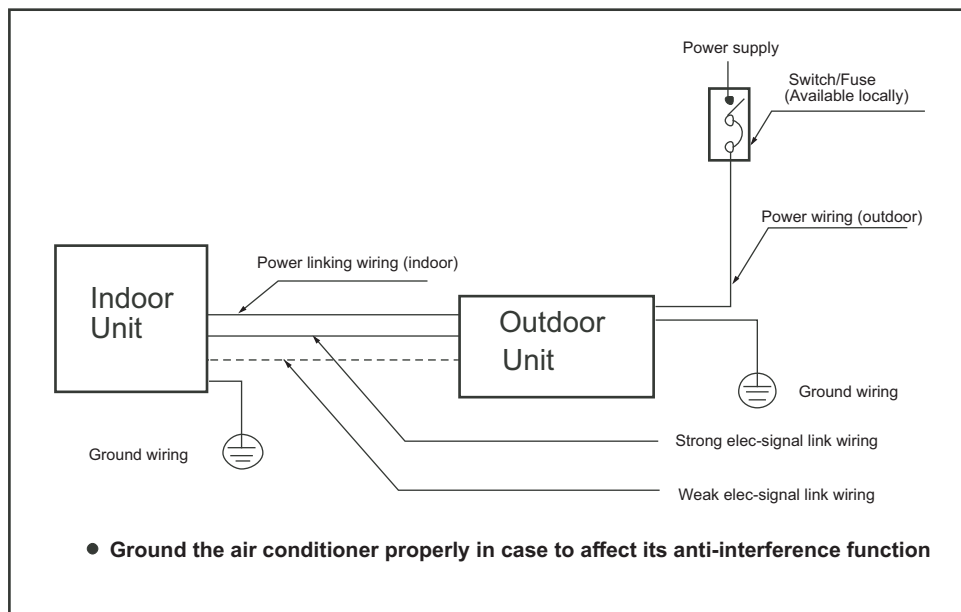 Power supply
Switch/Fuse
(Available locally)
Power wiring (outdoor)
Power linking wiring (indoor)
Indoor
Unit
Outdoor
Unit
Ground wiring
Strong elec-signal link wiring
Ground wiring
Weak elec-signal link wiring
● Ground the air conditioner properly in case to affect its anti-interference function